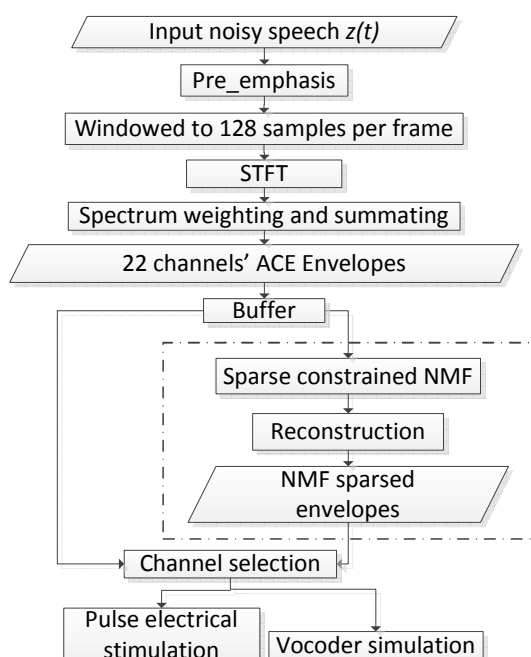 Input noisy speech z(t)
Pre_emphasis
Windowed to 128 samples per frame
STFT
Spectrum weighting and summating
22 channels’ ACE Envelopes
Buffer
Sparse constrained NMF
Reconstruction
NMF sparsed
envelopes
Channel selection
Pulse electrical
stimulation
Vocoder simulation